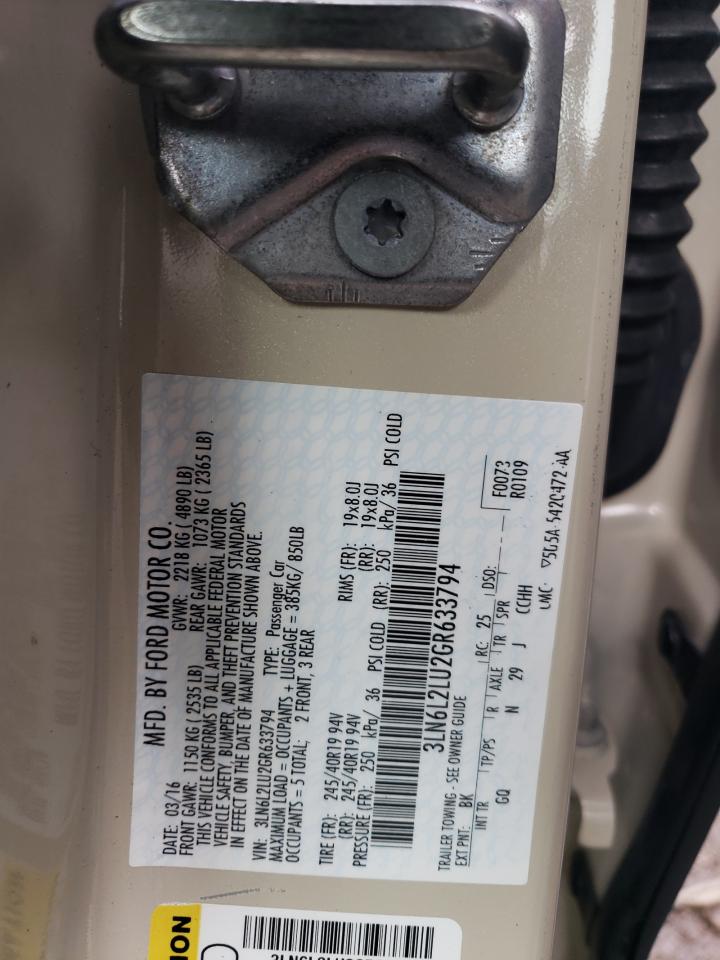 MFD. BY FORD MOTOR CO.
DATE: 03/16 GVWR: 2218 KG ( 4890 LB)
FRONT GAWR: 1150 KG ( 2535 LB) REAR GAWR: 1073 KG ( 2365 LB)
THIS VEHICLE CONFORMS TO ALL APPLICABLE FEDERAL MOTOR
VEHICLE SAFETY, BUMPER, AND THEFT PREVENTION STANDARDS
IN EFFECT ON THE DATE OF MANUFACTURE SHOWN ABOVE.
VIN: 3LN6L2LU2GR633794 TYPE: Passenger Car
MAXIMUM LOAD = OCCUPANTS + LUGGAGE = 385KG/ 850LB
OCCUPANTS = 5 TOTAL: 2 FRONT, 3 REAR
TIRE (FR): 245/40R19 94V RIMS (FR): 19x8.0J
(RR): 245/40R19 94V (RR): 19x8.0J
PRESSURE (FR): 250 kPa/ 36 PSI COLD (RR): 250 kPa/ 36 PSI COLD
3LN6L2LU2GR633794
TRAILER TOWING - SEE OWNER GUIDE
EXT PNT: BK RC: 25 DSO: F0073
INT TR TP/PS R AXLE TR SPR R0109
GQ N 29 J CCHH